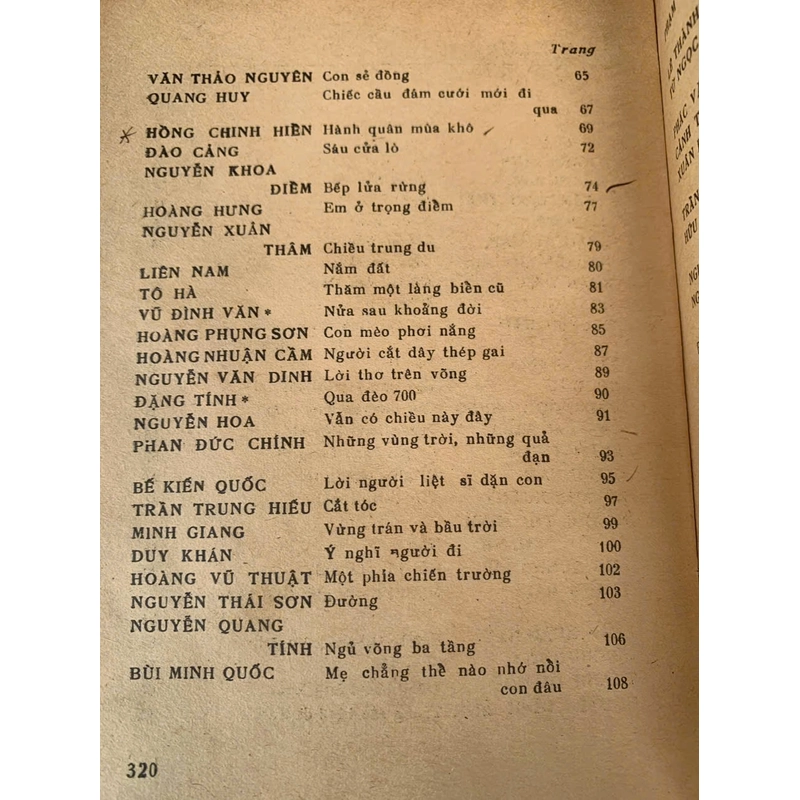 Trang
VĂN THẢO NGUYÊN Con sẻ đồng 65
QUANG HUY Chiếc cầu đám cưới mới đi
qua 67
* HỒNG CHINH HIỀN Hành quân mùa khô 69
ĐÀO CẢNG Sáu cửa lò 72
NGUYỄN KHOA
ĐIỀM Bếp lửa rừng 74
HOÀNG HƯNG Em ở trọng điểm 77
NGUYỄN XUÂN
THÂM Chiều trung du 79
LIÊN NAM Nắm đất 80
TÔ HÀ Thăm một làng biển cũ 81
VŨ ĐÌNH VĂN * Nửa sau khoảng đời 83
HOÀNG PHỤNG SƠN Con mèo phơi nắng 85
HOÀNG NHUẬN CẦM Người cắt dây thép gai 87
NGUYỄN VĂN DINH Lời thơ trên võng 89
ĐẶNG TÍNH * Qua đèo 700 90
NGUYỄN HOA Vẫn có chiều này đây 91
PHAN ĐỨC CHÍNH Những vùng trời, những quả
đạn 93
BẾ KIẾN QUỐC Lời người liệt sĩ dặn con 95
TRẦN TRUNG HIẾU Cắt tóc 97
MINH GIANG Vừng trán và bầu trời 99
DUY KHÁN Ý nghĩ người đi 100
HOÀNG VŨ THUẬT Một phía chiến trường 102
NGUYỄN THÁI SƠN Đường 103
NGUYỄN QUANG
TÍNH Ngủ võng ba tầng 106
BÙI MINH QUỐC Mẹ chẳng thể nào nhớ nổi
con đâu 108
320